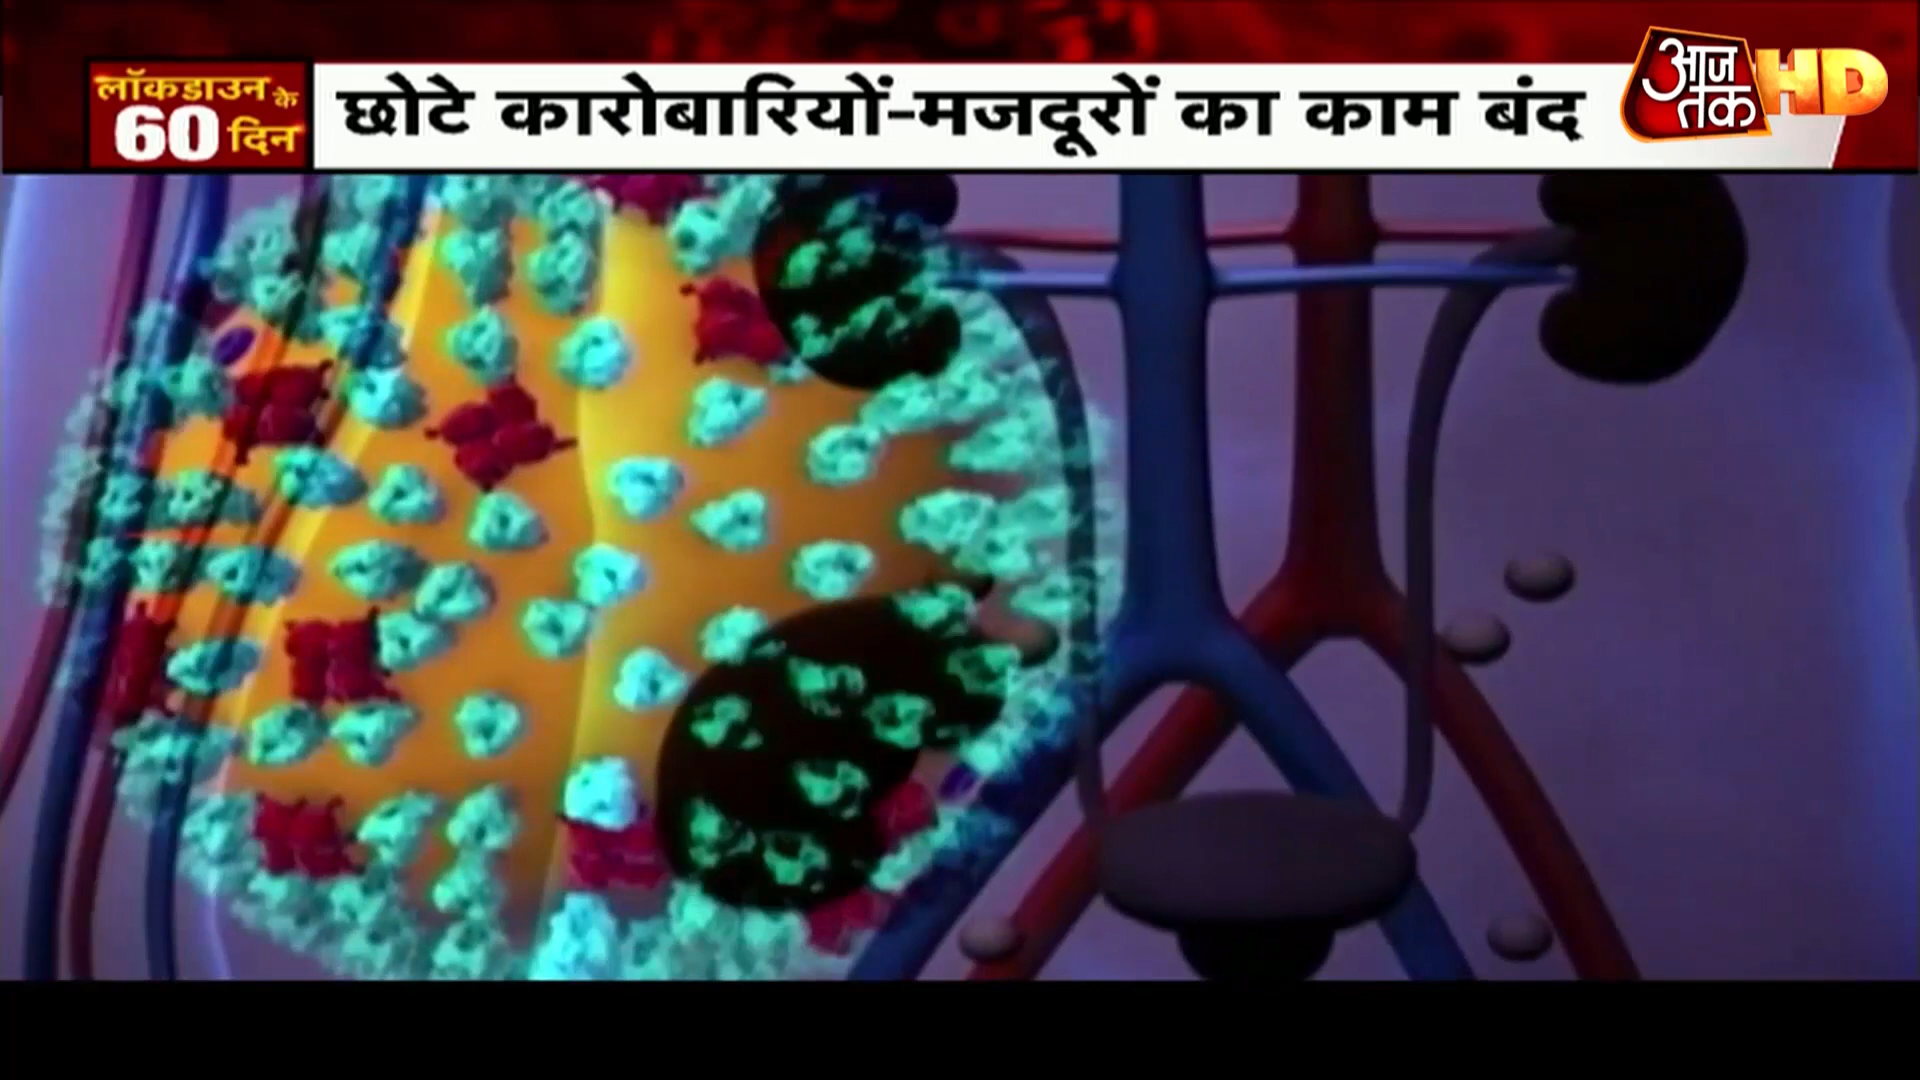 लॉकडाउन के
60 दिन
छोटे कारोबारियों-मजदूरों का काम बंद
आज तक HD